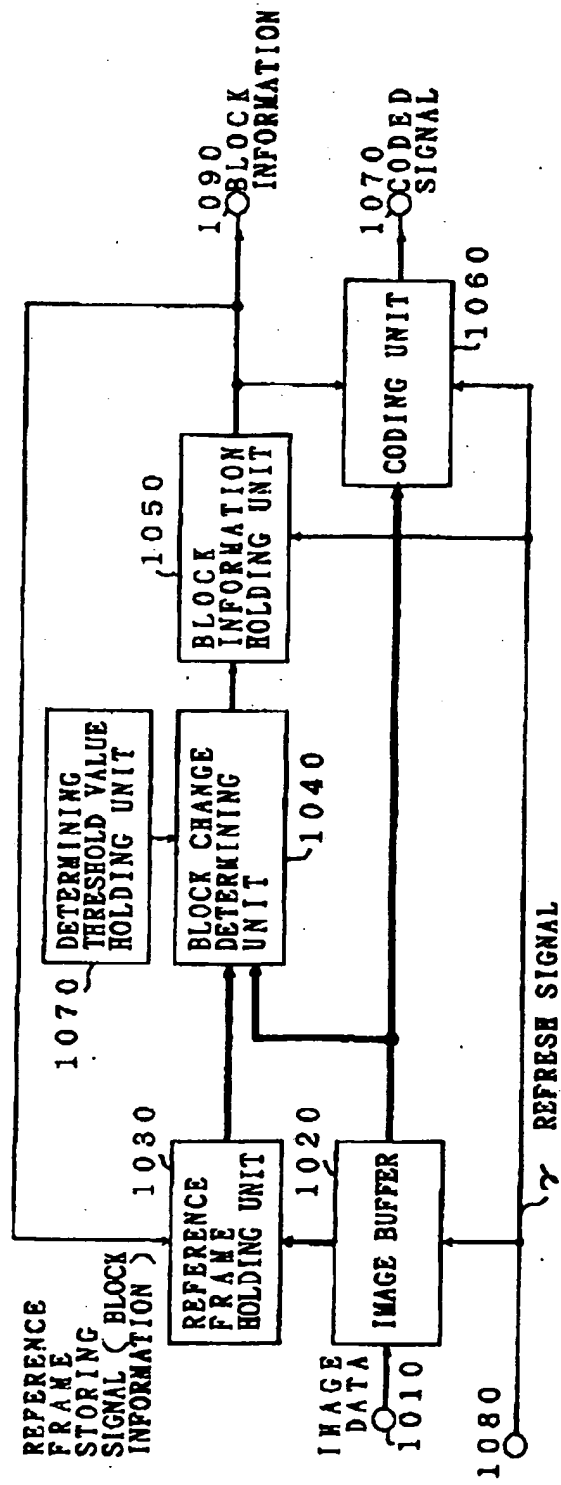 REFERENCE
FRAME
STORING
SIGNAL ( BLOCK
INFORMATION )
1070
DETERMINING
THRESHOLD VALUE
HOLDING UNIT
1030
REFERENCE
FRAME
HOLDING UNIT
BLOCK CHANGE
DETERMINING
UNIT
1040
1050
BLOCK
INFORMATION
HOLDING UNIT
1090
BLOCK
INFORMATION
IMAGE
DATA
1010
1020
IMAGE BUFFER
CODING UNIT
1060
1070
CODED
SIGNAL
1080
γ REFRESH SIGNAL